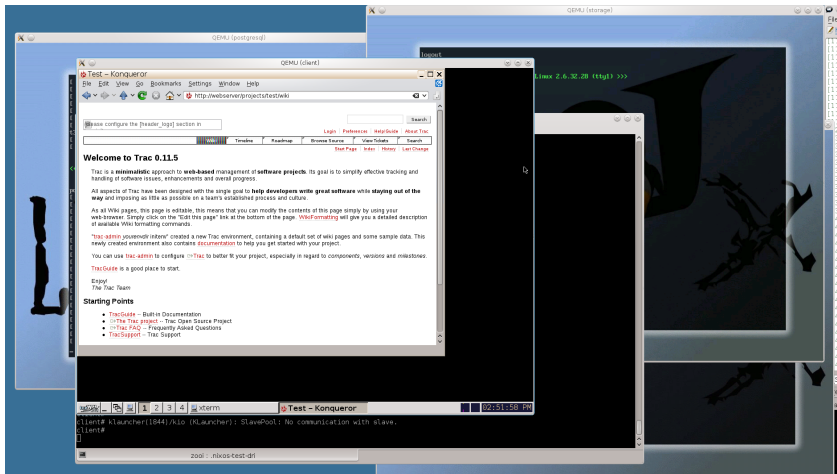 QEMU (storage)
QEMU (postgresql)
logout
Linux 2.6.32.28 (tty1) >>>
QEMU (client)
Test – Konqueror
File Edit View Go Bookmarks Settings Window Help
http://webserver/projects/test/wiki
Please configure the [header_logo] section in
Search
Login Preferences Help/Guide About Trac
Timeline Roadmap Browse Source View Tickets Search
Start Page Index History Last Change
Welcome to Trac 0.11.5
Trac is a minimalistic approach to web-based management of software projects. Its goal is to simplify effective tracking and
handling of software issues, enhancements and overall progress.
All aspects of Trac have been designed with the single goal to help developers write great software while staying out of the
way and imposing as little as possible on a team's established process and culture.
As all Wiki pages, this page is editable, this means that you can modify the contents of this page simply by using your
web-browser. Simply click on the "Edit this page" link at the bottom of the page. WikiFormatting will give you a detailed description
of available Wiki formatting commands.
"trac-admin yourenvdir initenv" created a new Trac environment, containing a default set of wiki pages and some sample data. This
newly created environment also contains documentation to help you get started with your project.
You can use trac-admin to configure Trac to better fit your project, especially in regard to components, versions and milestones.
TracGuide is a good place to start.
Enjoy!
The Trac Team
Starting Points
TracGuide -- Built-in Documentation
The Trac project -- Trac Open Source Project
Trac FAQ -- Frequently Asked Questions
TracSupport -- Trac Support
1 2 3 4 xterm Test – Konqueror 02:51:58 PM
client# klauncher(1844)/kio (KLauncher): SlavePool: No communication with slave.
client#
zool : .nixos-test-dri